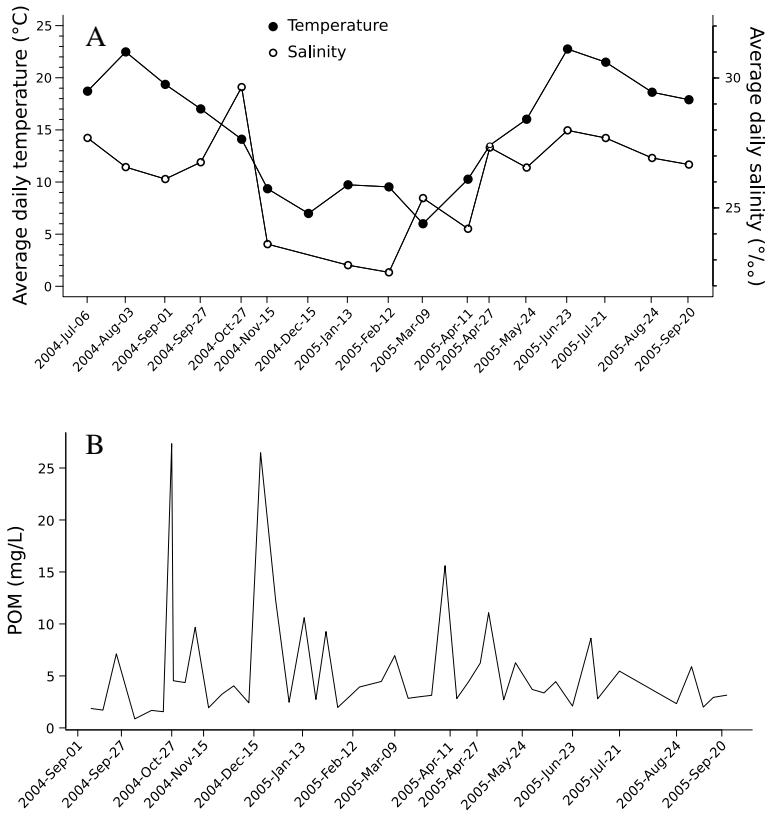 A
Temperature
Salinity
Average daily temperature (°C)
25
20
15
10
5
0
Average daily salinity (°/₀₀)
30
25
2004-Jul-06
2004-Aug-03
2004-Sep-01
2004-Sep-27
2004-Oct-27
2004-Nov-15
2004-Dec-15
2005-Jan-13
2005-Feb-12
2005-Mar-09
2005-Apr-11
2005-Apr-27
2005-May-24
2005-Jun-23
2005-Jul-21
2005-Aug-24
2005-Sep-20
B
POM (mg/L)
25
20
15
10
5
0
2004-Sep-01
2004-Sep-27
2004-Oct-27
2004-Nov-15
2004-Dec-15
2005-Jan-13
2005-Feb-12
2005-Mar-09
2005-Apr-11
2005-Apr-27
2005-May-24
2005-Jun-23
2005-Jul-21
2005-Aug-24
2005-Sep-20